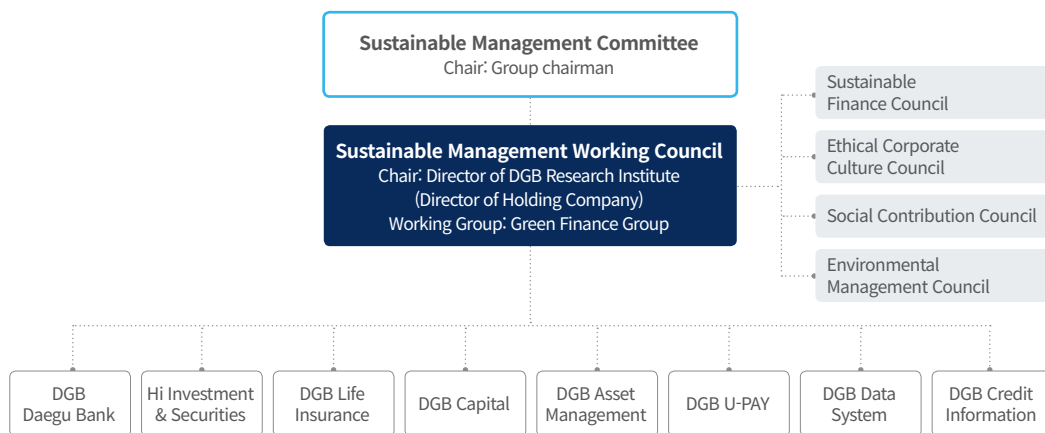 Sustainable Management Committee
Chair: Group chairman
Sustainable Management Working Council
Chair: Director of DGB Research Institute
(Director of Holding Company)
Working Group: Green Finance Group
Sustainable
Finance Council
Ethical Corporate
Culture Council
Social Contribution Council
Environmental
Management Council
DGB
Daegu Bank
Hi Investment
& Securities
DGB Life
Insurance
DGB Capital
DGB Asset
Management
DGB U-PAY
DGB Data
System
DGB Credit
Information